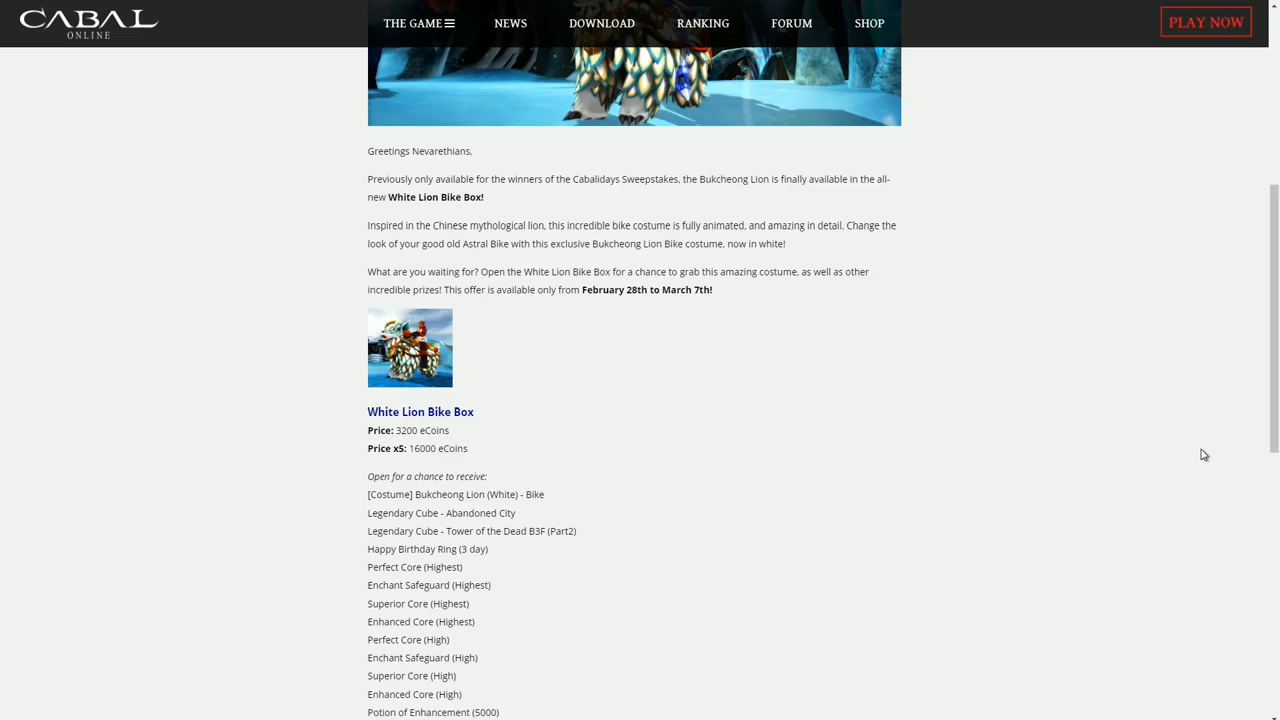 CABAL
ONLINE
THE GAME
NEWS
DOWNLOAD
RANKING
FORUM
SHOP
PLAY NOW
Greetings Nevarethians,
Previously only available for the winners of the Cabalidays Sweepstakes, the Bukcheong Lion is finally available in the all-
new White Lion Bike Box!
Inspired in the Chinese mythological lion, this incredible bike costume is fully animated, and amazing in detail. Change the
look of your good old Astral Bike with this exclusive Bukcheong Lion Bike costume, now in white!
What are you waiting for? Open the White Lion Bike Box for a chance to grab this amazing costume, as well as other
incredible prizes! This offer is available only from February 28th to March 7th!
White Lion Bike Box
Price: 3200 eCoins
Price x5: 16000 eCoins
Open for a chance to receive:
[Costume] Bukcheong Lion (White) - Bike
Legendary Cube - Abandoned City
Legendary Cube - Tower of the Dead B3F (Part2)
Happy Birthday Ring (3 day)
Perfect Core (Highest)
Enchant Safeguard (Highest)
Superior Core (Highest)
Enhanced Core (Highest)
Perfect Core (High)
Enchant Safeguard (High)
Superior Core (High)
Enhanced Core (High)
Potion of Enhancement (5000)